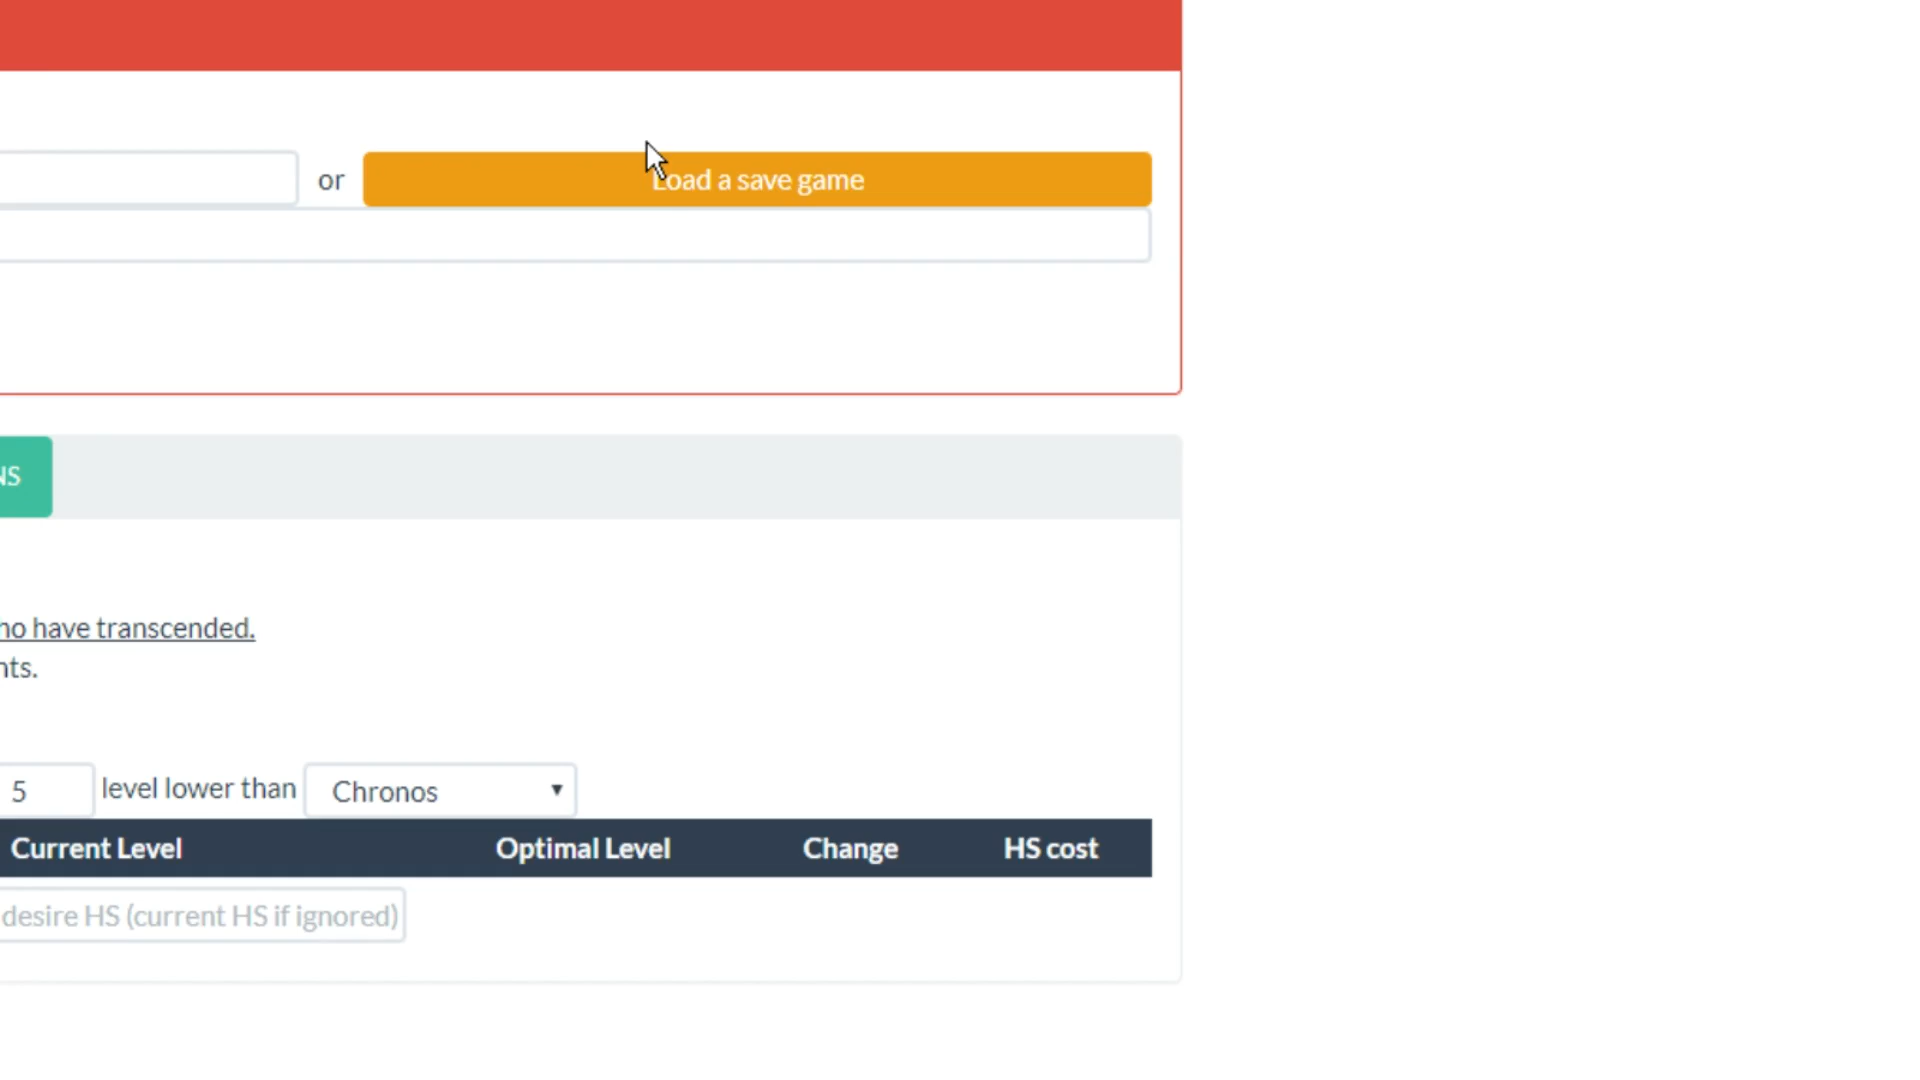 or Load a save game
NS
ho have transcended.
nts.
5 level lower than Chronos
Current Level Optimal Level Change HS cost
desire HS (current HS if ignored)